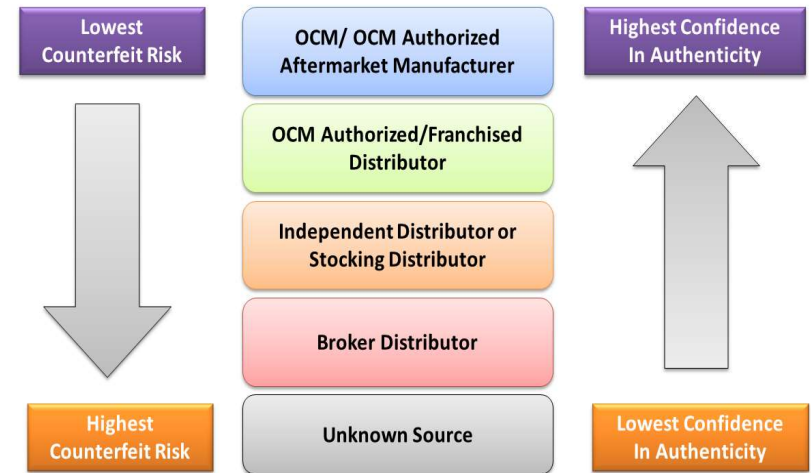 Lowest
Counterfeit Risk
OCM/ OCM Authorized
Aftermarket Manufacturer
Highest Confidence
In Authenticity
OCM Authorized/Franchised
Distributor
Independent Distributor or
Stocking Distributor
Broker Distributor
Highest
Counterfeit Risk
Unknown Source
Lowest Confidence
In Authenticity